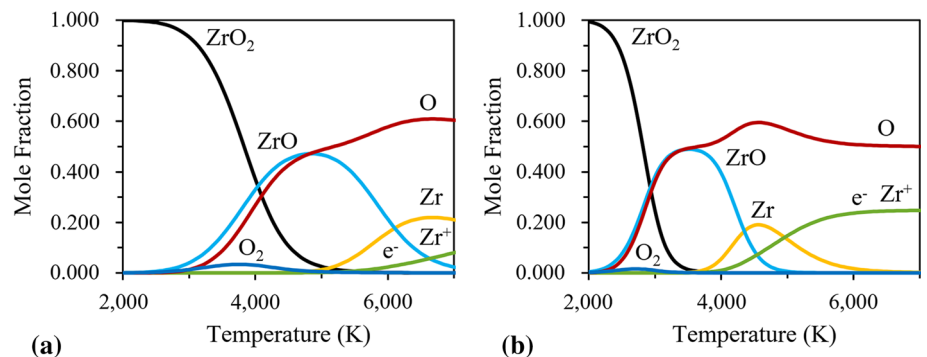 Mole Fraction
1.000
0.800
0.600
0.400
0.200
0.000
ZrO₂
ZrO
O
Zr
Zr⁺
e⁻
O₂
2,000 4,000 6,000
Temperature (K)
(a)
Mole Fraction
1.000
0.800
0.600
0.400
0.200
0.000
ZrO₂
O
ZrO
e⁻ Zr⁺
Zr
O₂
2,000 4,000 6,000
Temperature (K)
(b)